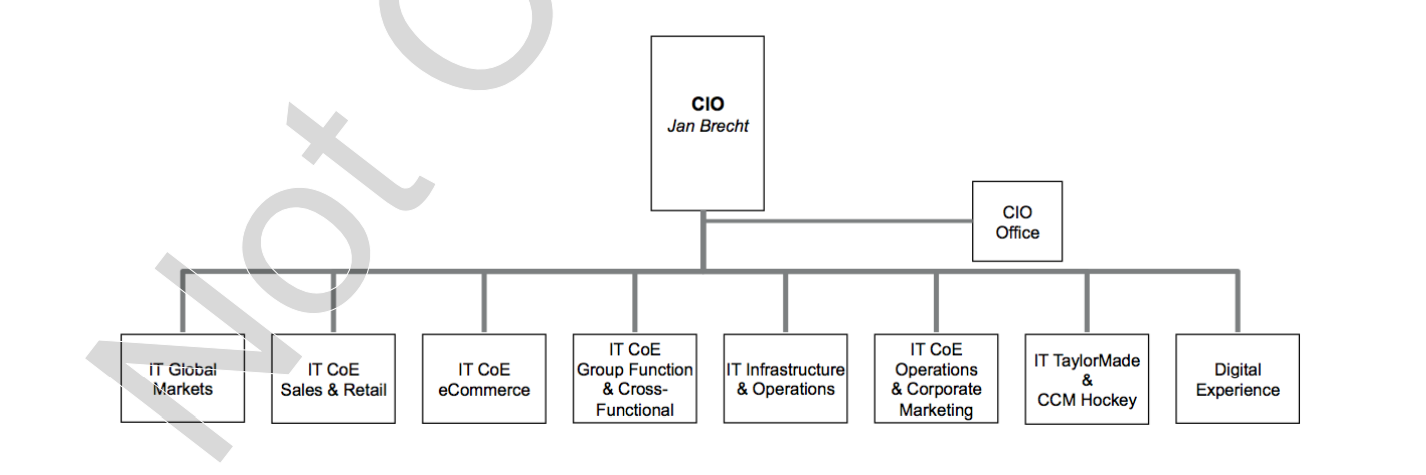 CIO
Jan Brecht
CIO
Office
IT Global
Markets
IT CoE
Sales & Retail
IT CoE
eCommerce
IT CoE
Group Function
& Cross-
Functional
IT Infrastructure
& Operations
IT CoE
Operations
& Corporate
Marketing
IT TaylorMade
&
CCM Hockey
Digital
Experience
Not